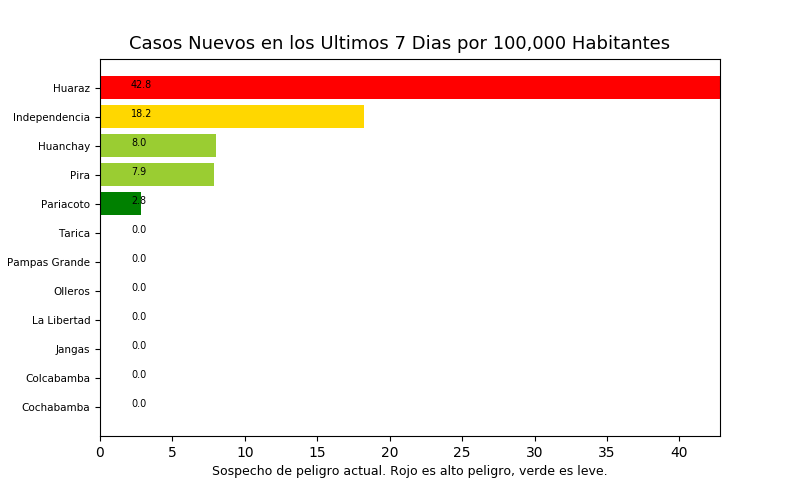 Casos Nuevos en los Ultimos 7 Dias por 100,000 Habitantes
Huaraz 42.8
Independencia 18.2
Huanchay 8.0
Pira 7.9
Pariacoto 2.8
Tarica 0.0
Pampas Grande 0.0
Olleros 0.0
La Libertad 0.0
Jangas 0.0
Colcabamba 0.0
Cochabamba 0.0
0 5 10 15 20 25 30 35 40
Sospecho de peligro actual. Rojo es alto peligro, verde es leve.